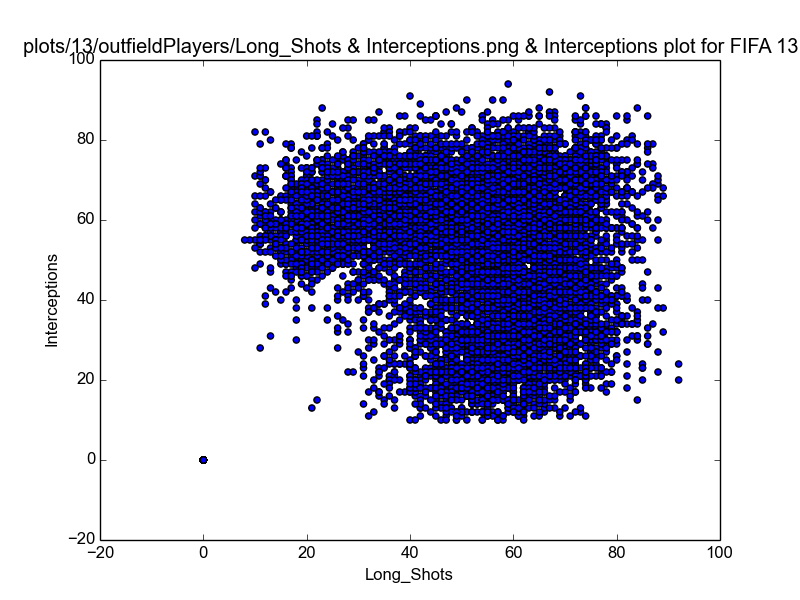 plots/13/outfieldPlayers/Long_Shots & Interceptions.png & Interceptions plot for FIFA 13
100
80
60
40
20
0
−20
Interceptions
−20 0 20 40 60 80 100
Long_Shots